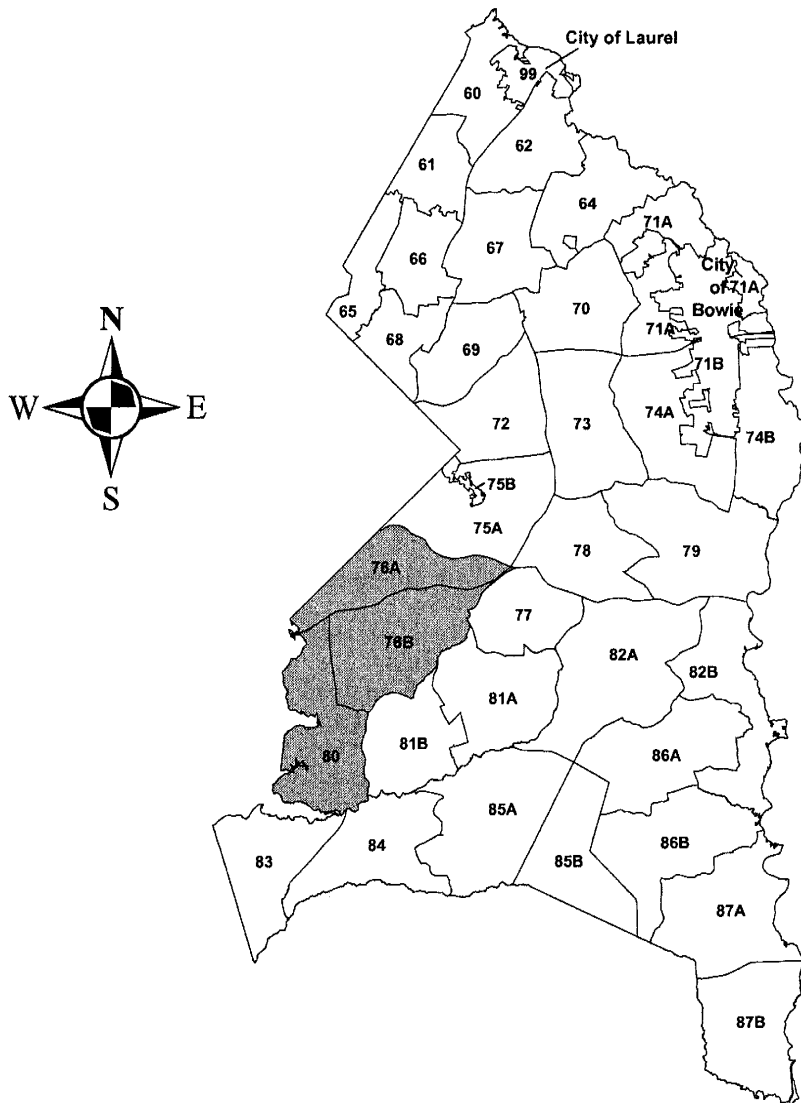 City of Laurel
99
60
62
61
64
71A
66
67
City
of
71A
Bowie
65
70
68
71A
69
71B
N
W
E
S
72
73
74A
74B
75B
75A
78
79
76A
77
76B
82A
82B
81A
81B
80
86A
85A
84
86B
83
85B
87A
87B